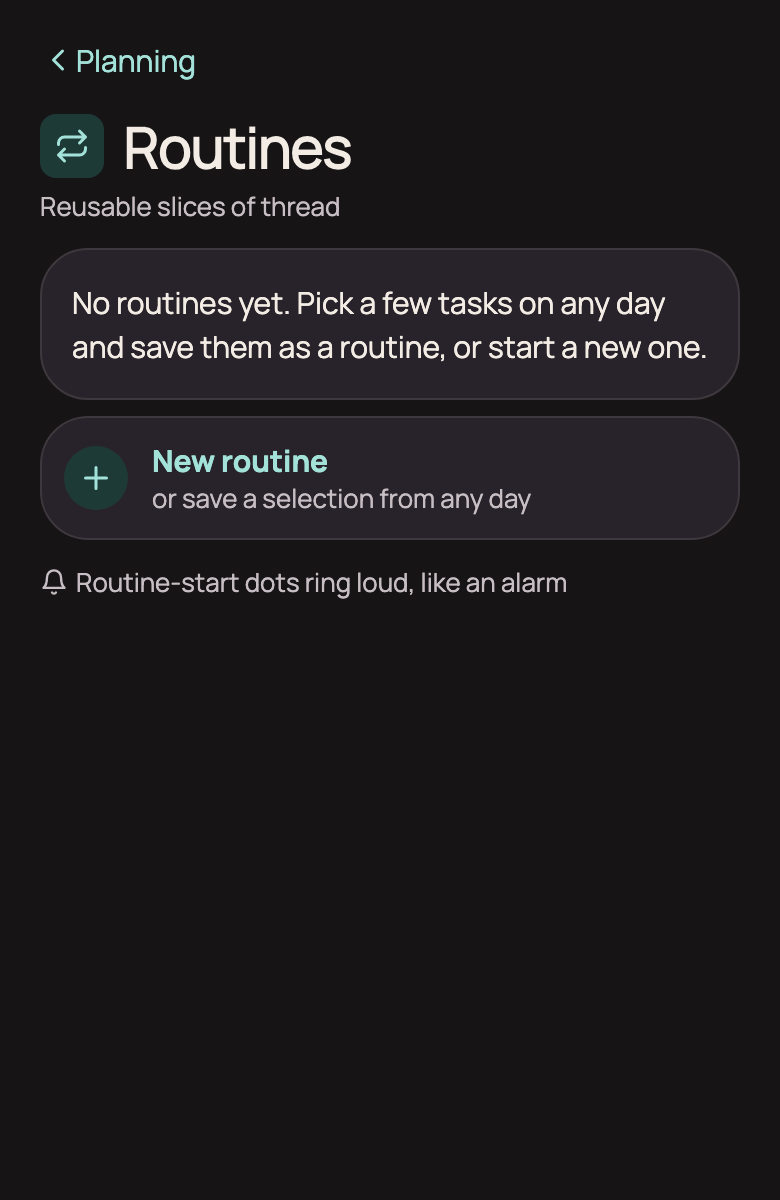 Planning
Routines
Reusable slices of thread
No routines yet. Pick a few tasks on any day
and save them as a routine, or start a new one.
New routine
or save a selection from any day
Routine-start dots ring loud, like an alarm